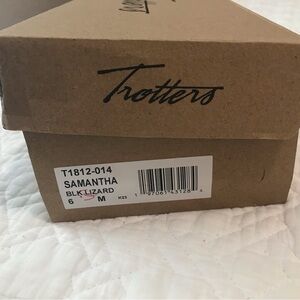 Trotters
T1812-014
SAMANTHA
BLK LIZARD
6 M